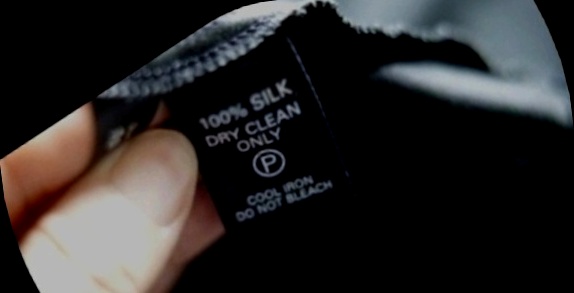 100% SILK
DRY CLEAN
ONLY
P
COOL IRON
DO NOT BLEACH